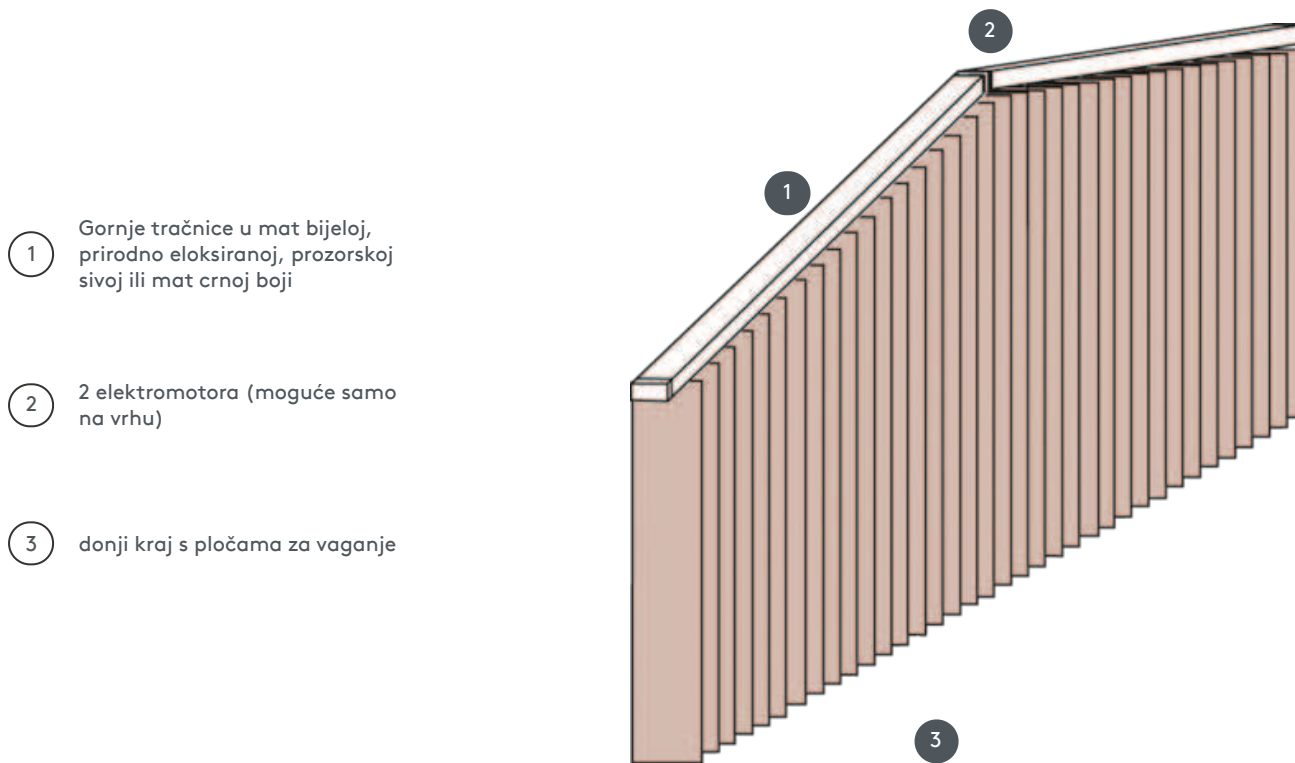 1
Gornje tračnice u mat bijeloj,
prirodno eloksiranoj, prozorskoj
sivoj ili mat crnoj boji
2
2 elektromotora (moguće samo
na vrhu)
3
donji kraj s pločama za vaganje
2
1
3